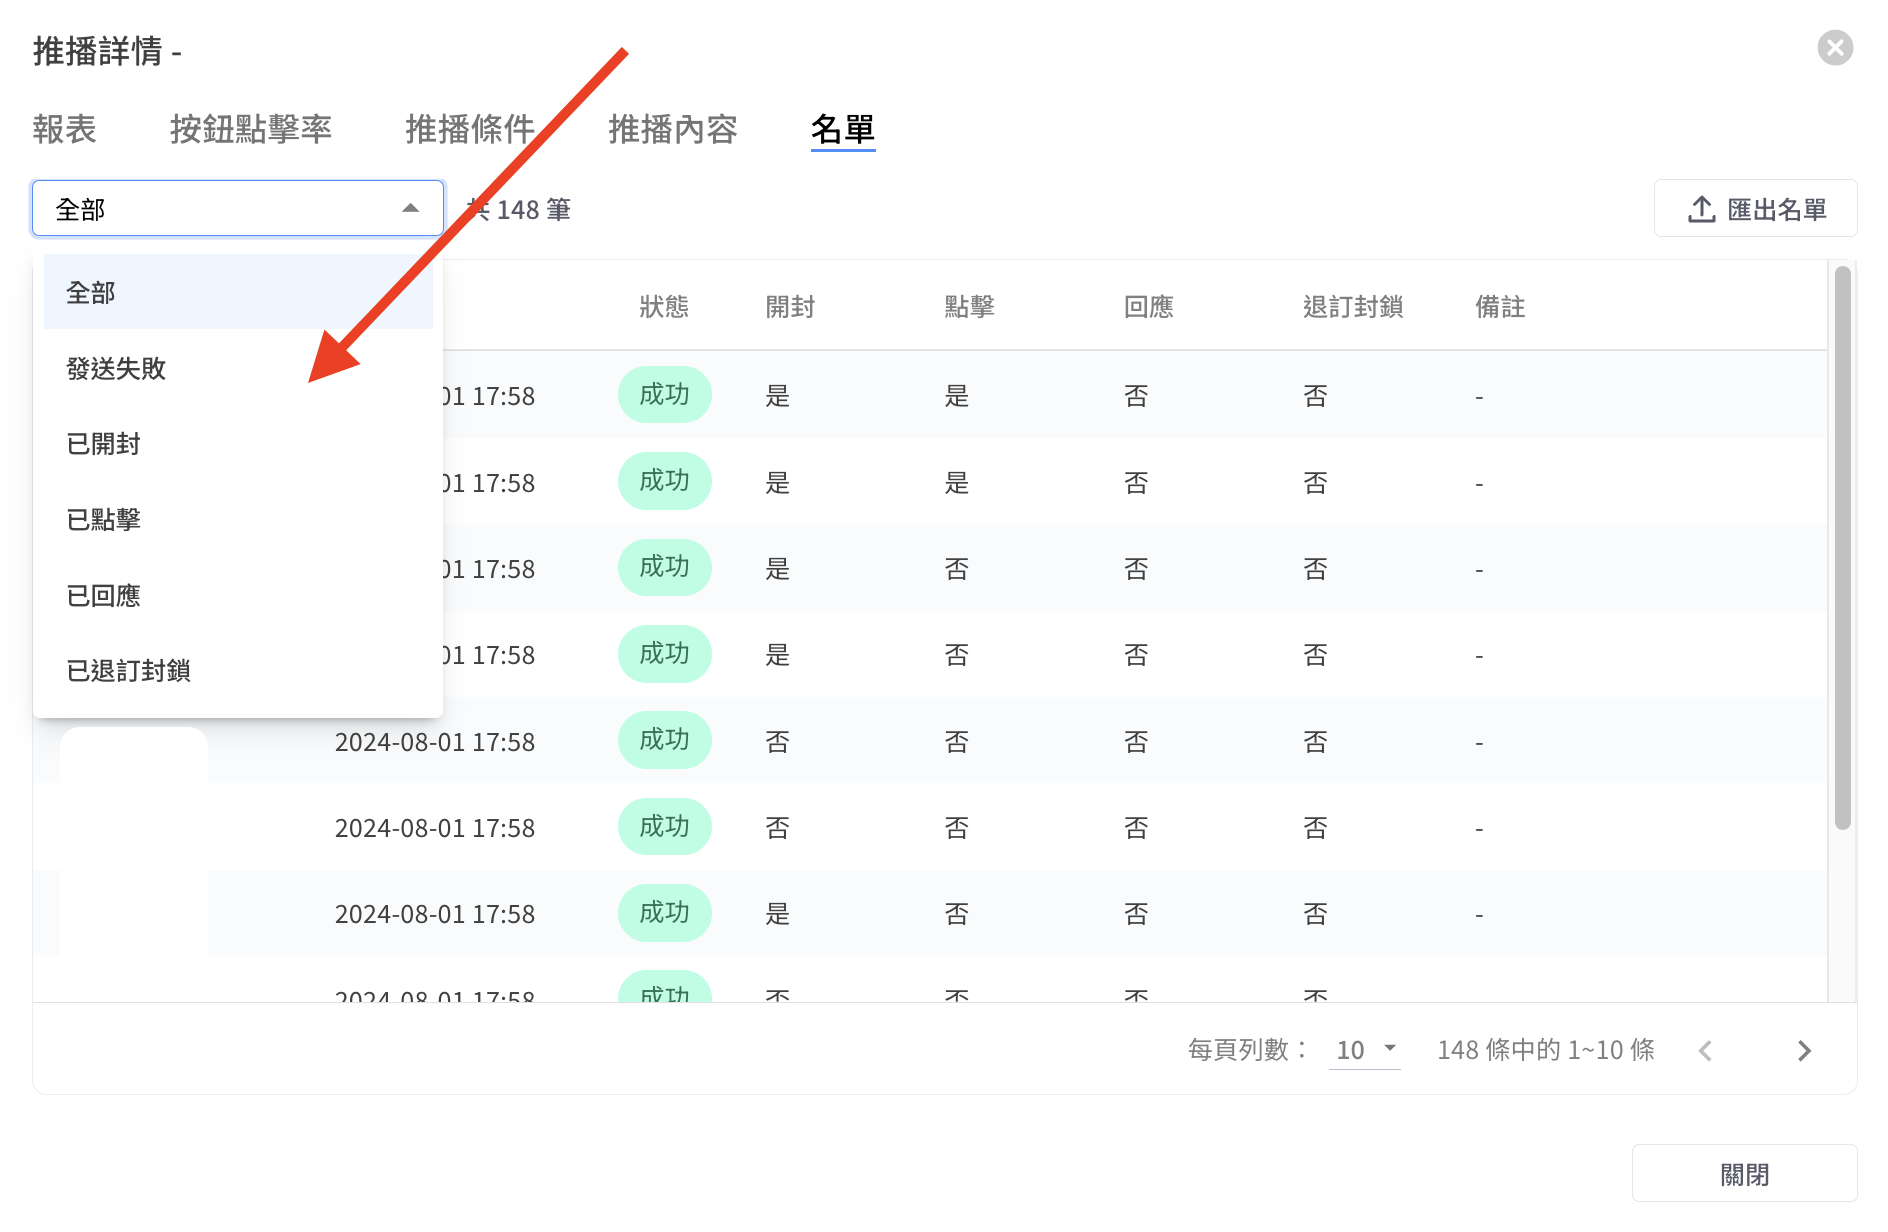 推播詳情 -
報表 按鈕點擊率 推播條件 推播內容 名單
全部 共 148 筆 匯出名單
全部
發送失敗
已開封
已點擊
已回應
已退訂封鎖
狀態 開封 點擊 回應 退訂封鎖 備註
01 17:58 成功 是 是 否 否 -
01 17:58 成功 是 是 否 否 -
01 17:58 成功 是 否 否 否 -
01 17:58 成功 是 否 否 否 -
2024-08-01 17:58 成功 否 否 否 否 -
2024-08-01 17:58 成功 否 否 否 否 -
2024-08-01 17:58 成功 是 否 否 否 -
2024-08-01 17:58 成功 否 否 否 否
每頁列數： 10 148 條中的 1~10 條
關閉